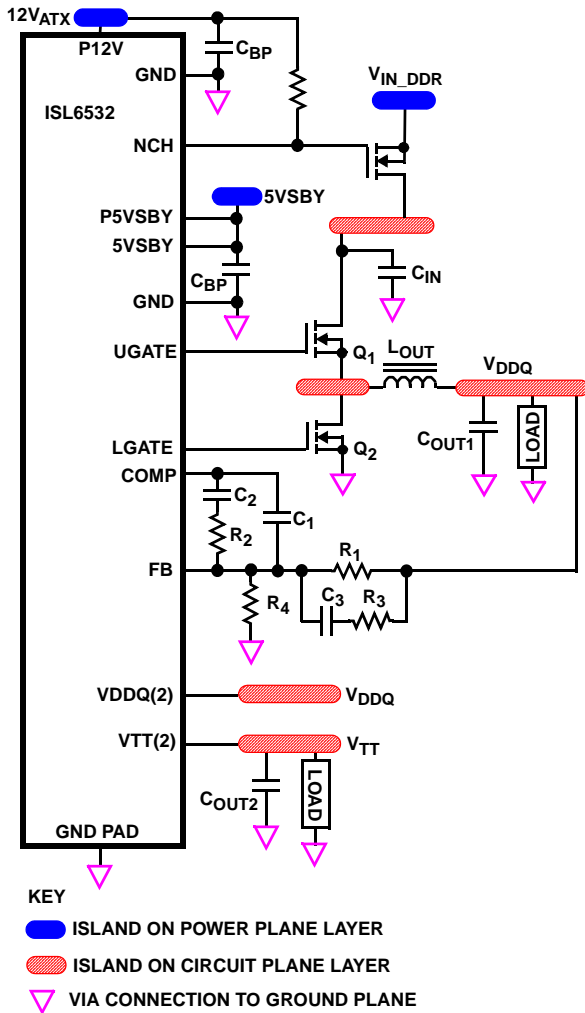 12VATX
P12V
CBP
GND
VIN_DDR
ISL6532
NCH
5VSBY
P5VSBY
5VSBY
CBP
CIN
GND
Q1
LOUT
VDDQ
UGATE
COUT1
LOAD
LGATE
Q2
COMP
C2
C1
R2
R1
FB
C3
R3
R4
VDDQ(2)
VDDQ
VTT(2)
VTT
COUT2
LOAD
GND PAD
KEY
ISLAND ON POWER PLANE LAYER
ISLAND ON CIRCUIT PLANE LAYER
VIA CONNECTION TO GROUND PLANE